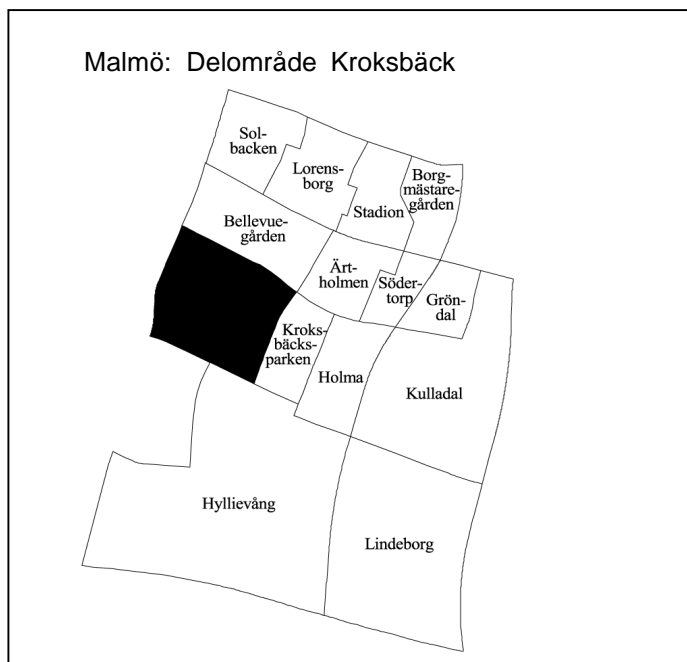 Malmö: Delområde Kroksbäck
Sol-
backen
Lorens-
borg
Stadion
Borg-
mästare-
gården
Bellevue-
gården
Ärt-
holmen
Söder-
torp
Grön-
dal
Kroks-
bäcks-
parken
Holma
Kulladal
Hyllievång
Lindeborg